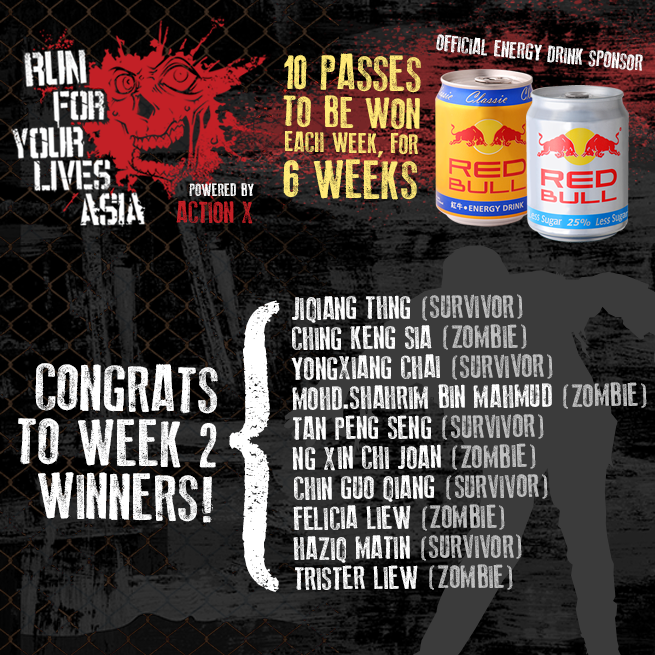 RUN
FOR
YOUR
LIVES
ASIA
POWERED BY
ACTION X
10 PASSES
TO BE WON
EACH WEEK, FOR
6 WEEKS
OFFICIAL ENERGY DRINK SPONSOR
Classic
RED
BULL
紅牛 • ENERGY DRINK
RED
BULL
Less Sugar 25% Less Sugar
CONGRATS
TO WEEK 2
WINNERS!
JIQIANG THNG (SURVIVOR)
CHING KENG SIA (ZOMBIE)
YONGXIANG CHAI (SURVIVOR)
MOHD.SHAHRIM BIN MAHMUD (ZOMBIE)
TAN PENG SENG (SURVIVOR)
NG XIN CHI JOAN (ZOMBIE)
CHIN GUO QIANG (SURVIVOR)
FELICIA LIEW (ZOMBIE)
HAZIQ MATIN (SURVIVOR)
TRISTER LIEW (ZOMBIE)